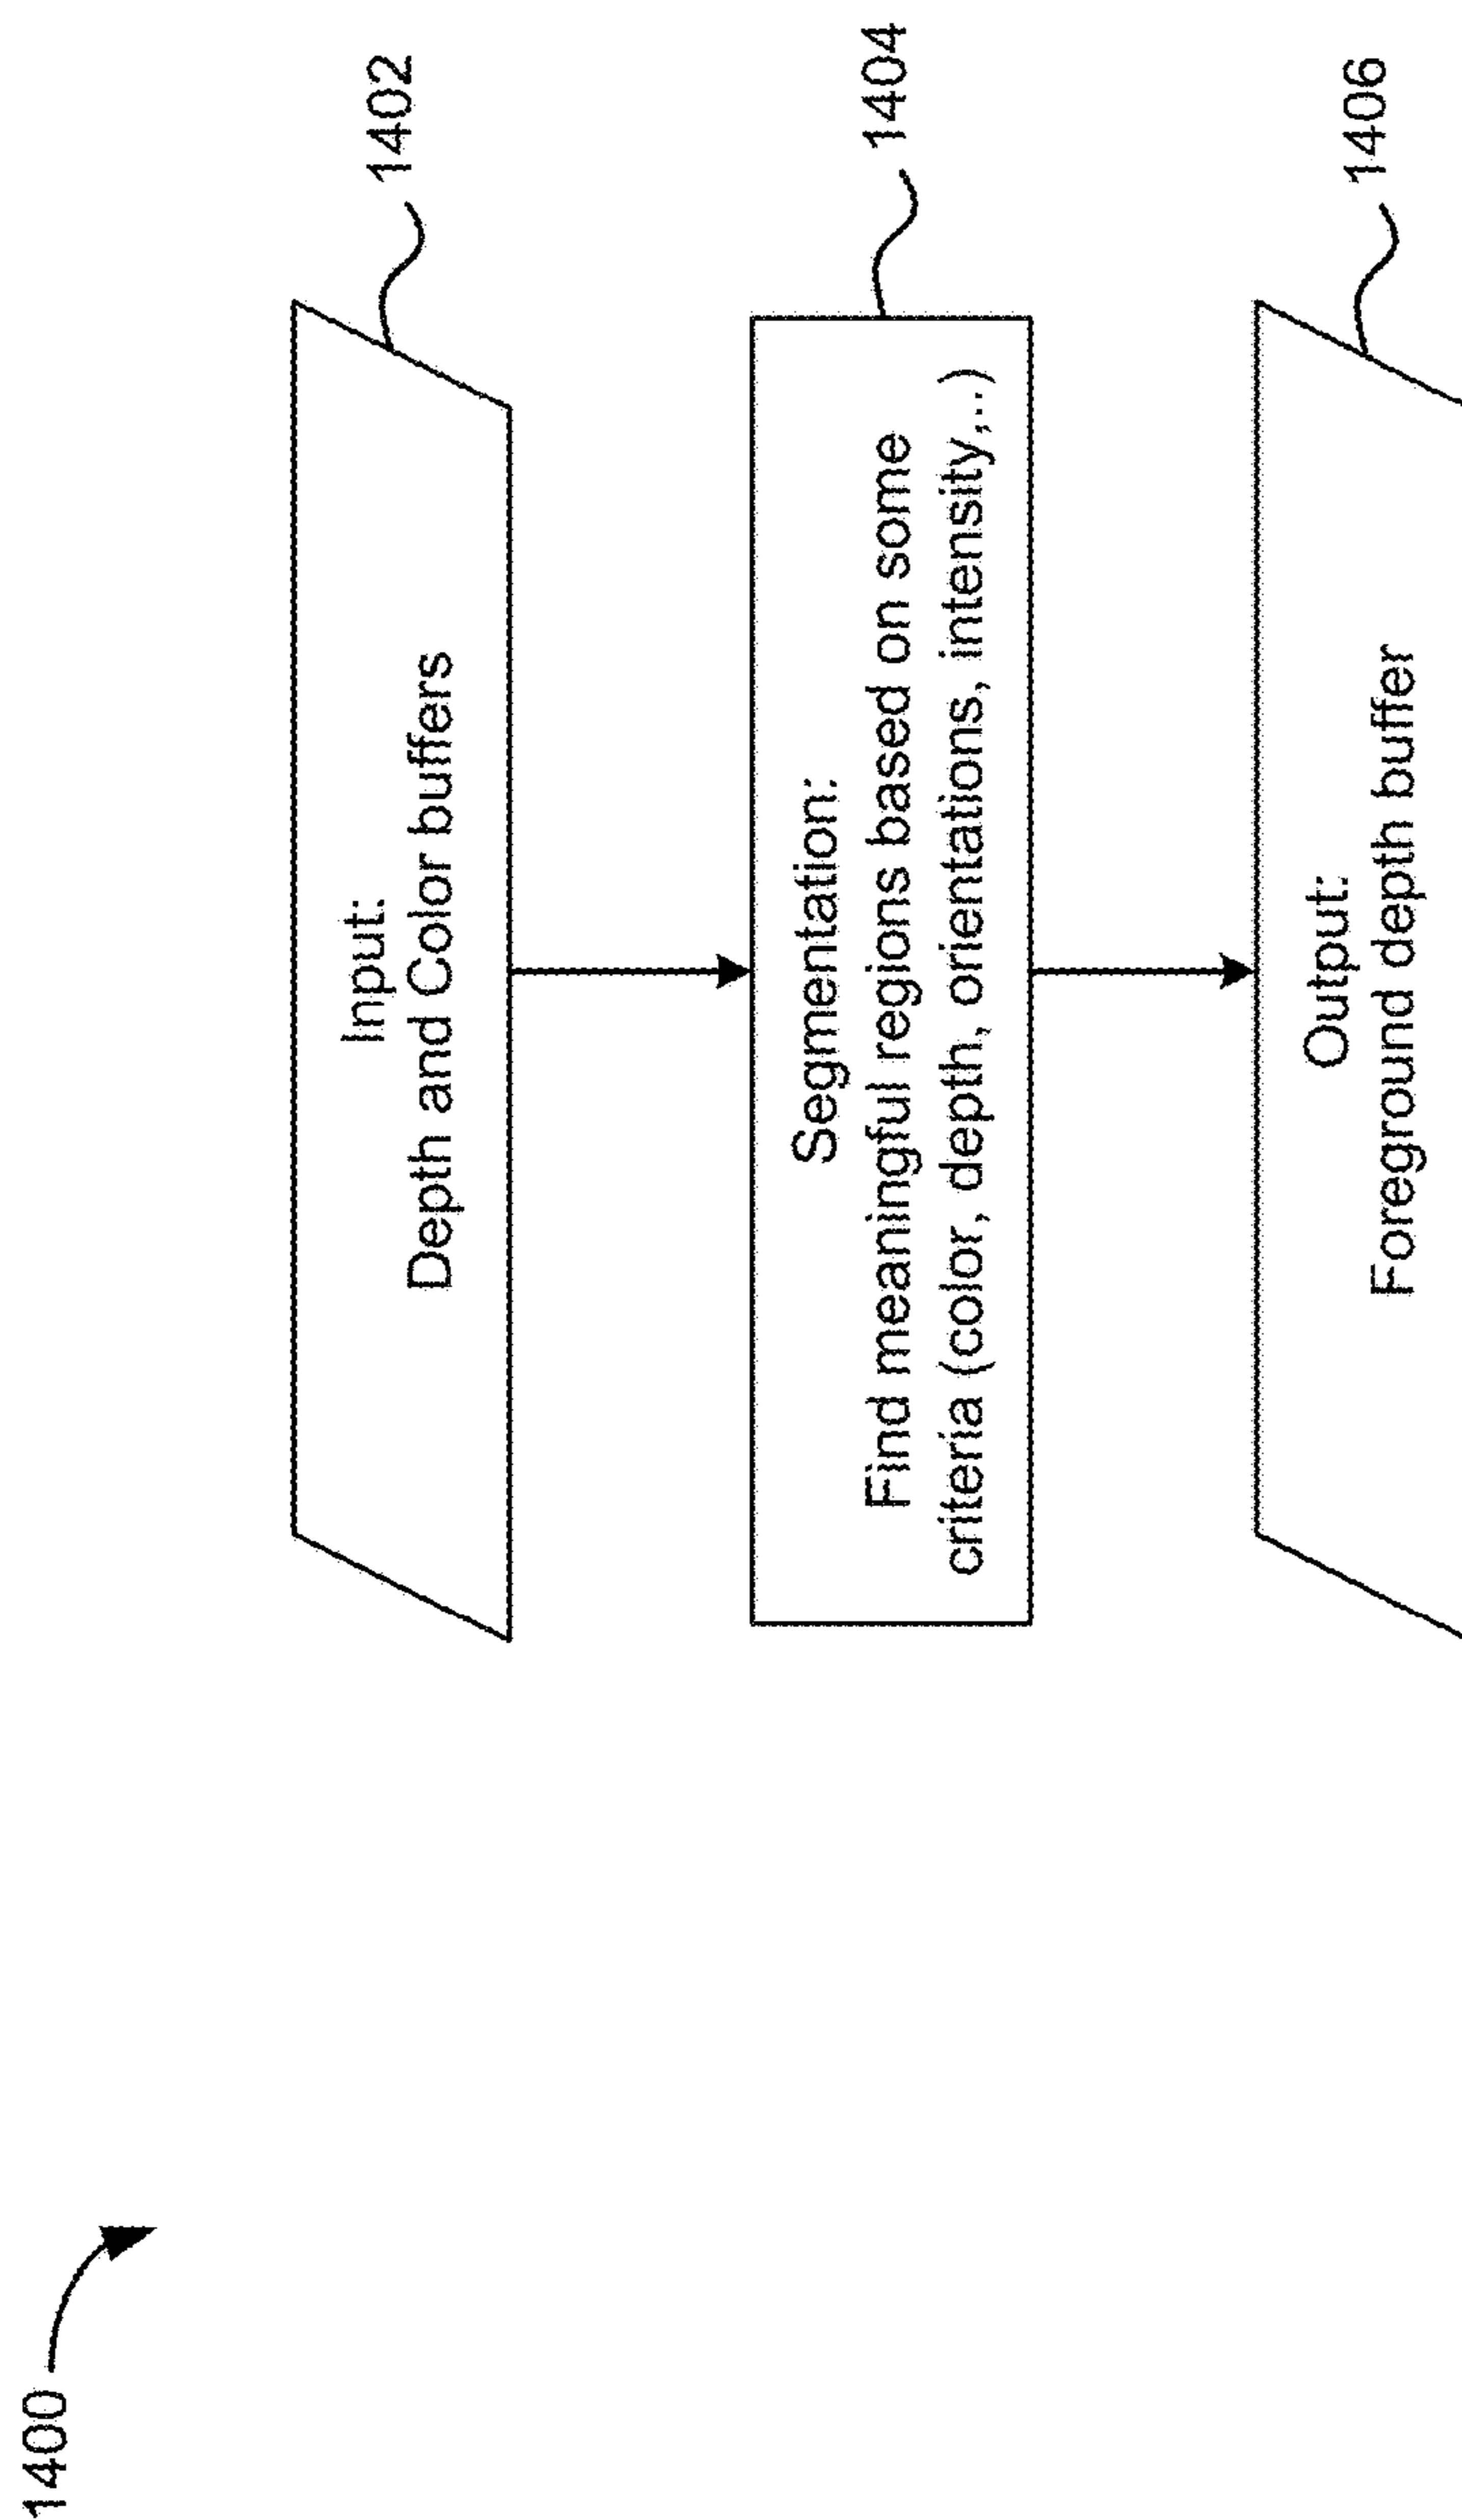 1400
Input:
Depth and Color buffers
1402
Segmentation:
Find meaningful regions based on some
criteria (color, depth, orientations, intensity,..)
1404
Output:
Foreground depth buffer
1406